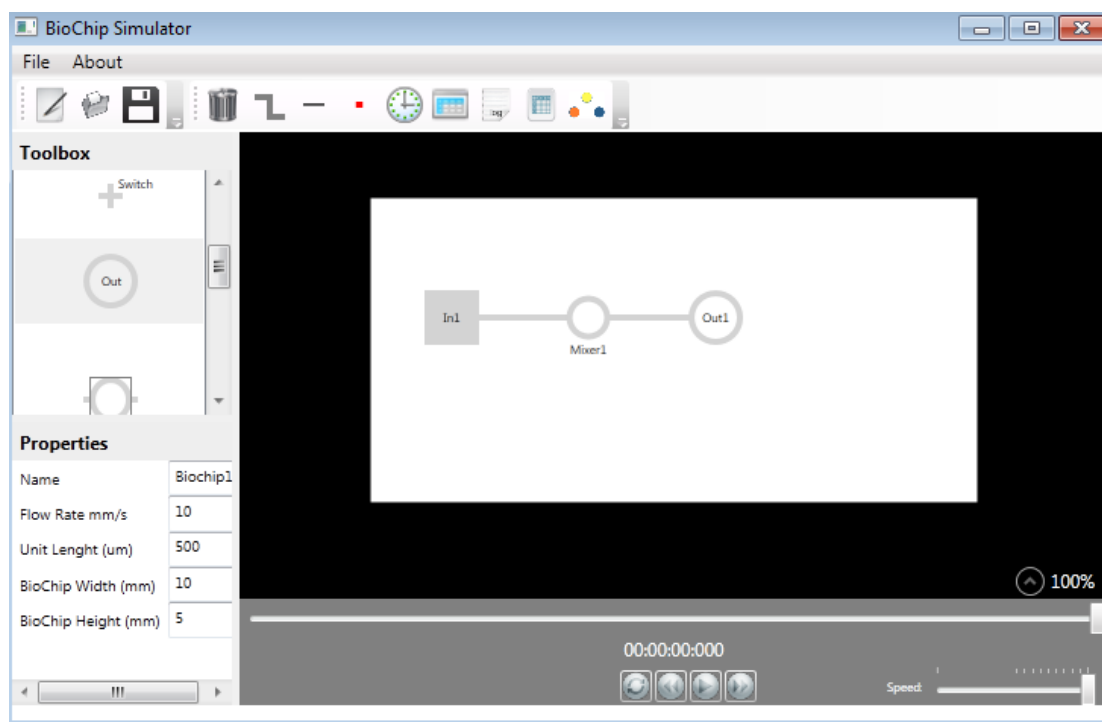 BioChip Simulator
File About
Toolbox
Switch
Out
In1
Mixer1
Out1
Properties
Name Biochip1
Flow Rate mm/s 10
Unit Lenght (um) 500
BioChip Width (mm) 10
BioChip Height (mm) 5
100%
00:00:00:000
Speed: